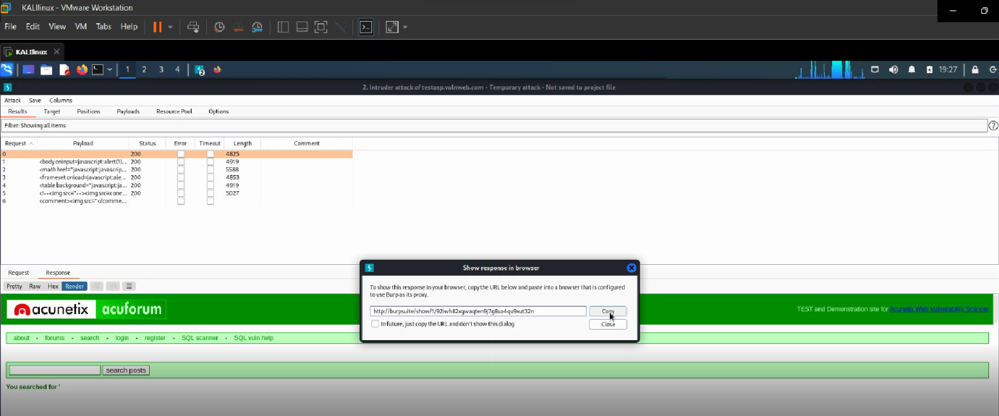 KALIlinux - VMware Workstation
File Edit View VM Tabs Help
KALIlinux
1 2 3 4 2 19:27
2. Intruder attack of testasp.vulnweb.com - Temporary attack - Not saved to project file
Attack Save Columns
Results Target Positions Payloads Resource Pool Options
Filter: Showing all items
Request Payload Status Error Timeout Length Comment
0 200 4825
1 <body oninput=javascript:alert(1)... 200 4919
2 <math href="javascript:javascrip... 200 5588
3 <frameset onload=javascript:ale... 200 4853
4 <table background="javascript:ja... 200 4919
5 <!--<img src="--><img src=x one... 200 5027
6 <comment><img src="</comme...
Show response in browser
To show this response in your browser, copy the URL below and paste into a browser that is configured
to use Burp as its proxy.
http://burpsuite/show/1/92iwh82xgwaqten9j7g8so4qu9xut32n Copy
In future, just copy the URL and don't show this dialog Close
Request Response
Pretty Raw Hex Render \n
acunetix acuforum TEST and Demonstration site for Acunetix Web Vulnerability Scanner
about - forums - search - login - register - SQL scanner - SQL vuln help
search posts
You searched for '